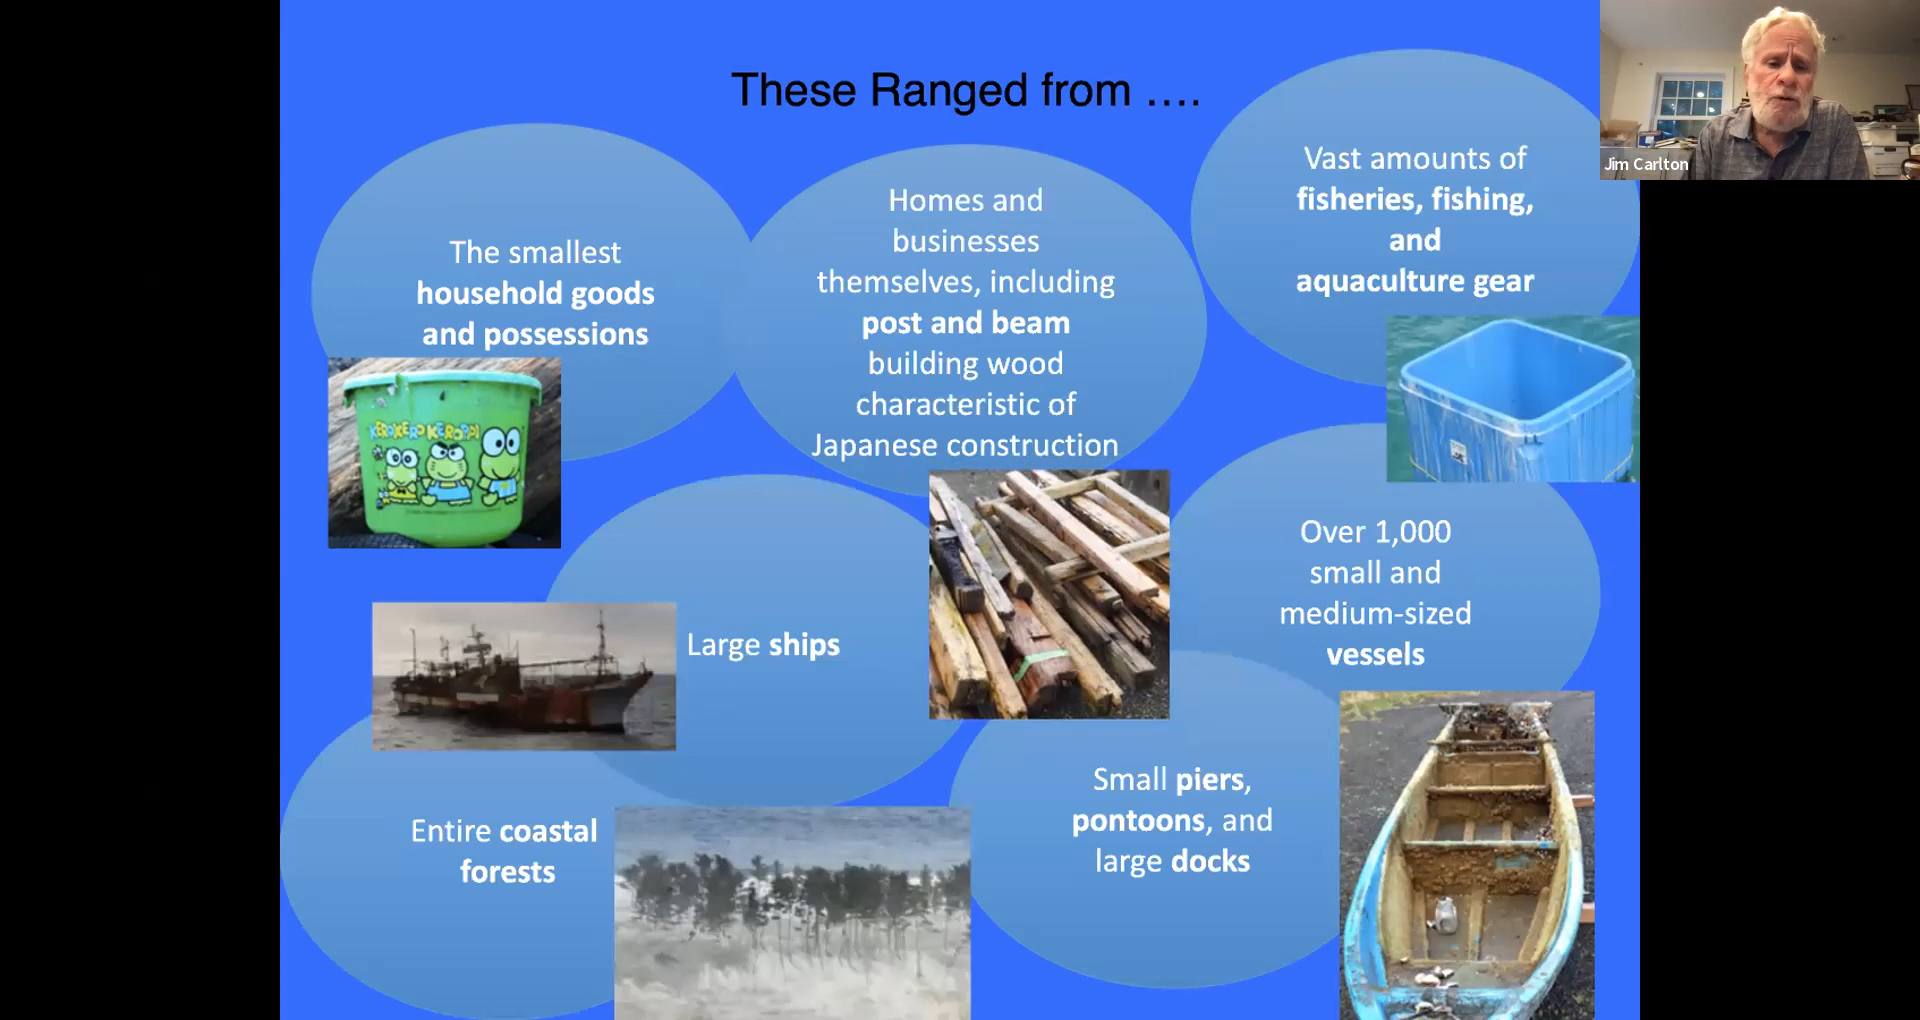 These Ranged from ....
Jim Carlton
The smallest
household goods
and possessions
KEROKERO KEROPPI
Homes and
businesses
themselves, including
post and beam
building wood
characteristic of
Japanese construction
Vast amounts of
fisheries, fishing,
and
aquaculture gear
Large ships
Over 1,000
small and
medium-sized
vessels
Entire coastal
forests
Small piers,
pontoons, and
large docks